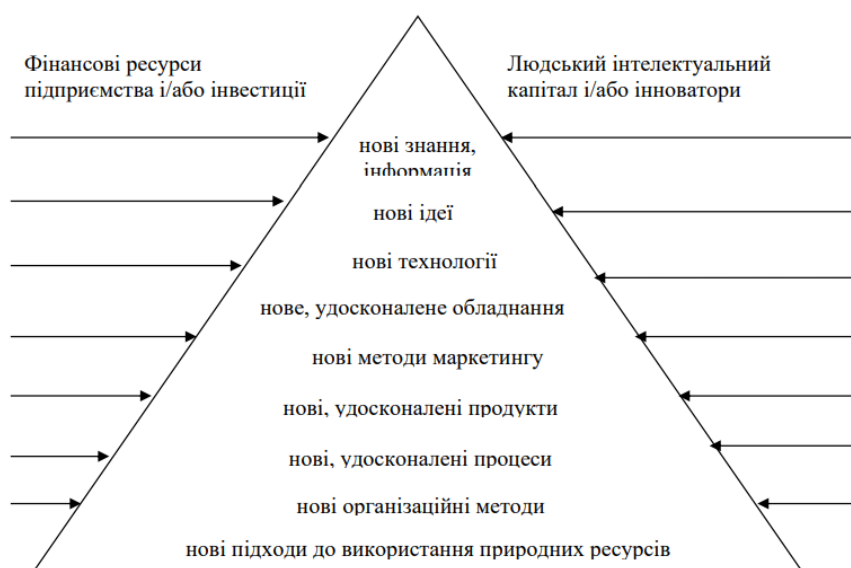 Фінансові ресурси
підприємства і/або інвестиції
Людський інтелектуальний
капітал і/або інноватори
нові знання,
інформація
нові ідеї
нові технології
нове, удосконалене обладнання
нові методи маркетингу
нові, удосконалені продукти
нові, удосконалені процеси
нові організаційні методи
нові підходи до використання природних ресурсів